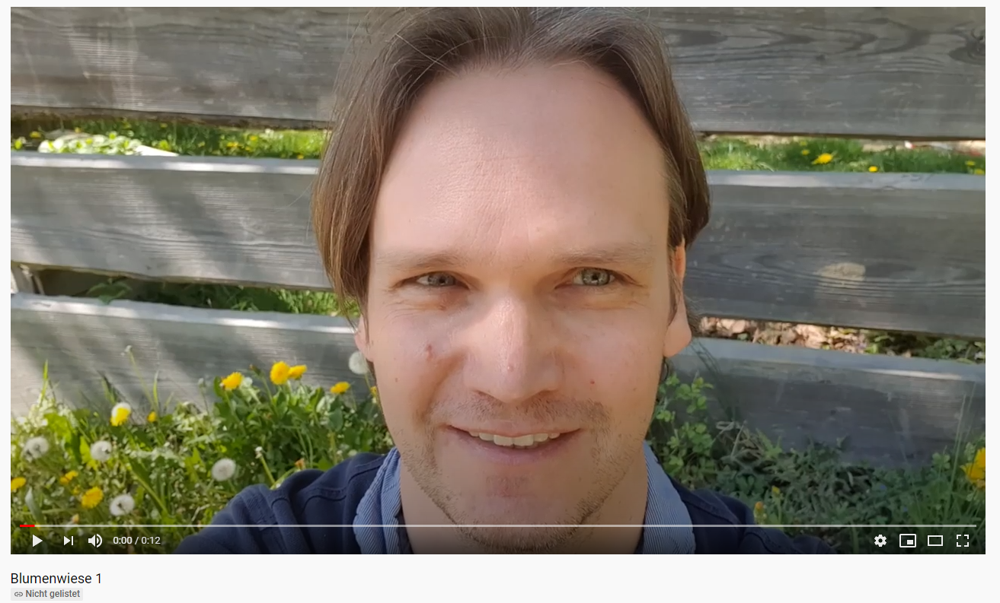 0:00 / 0:12
Blumenwiese 1
Nicht gelistet